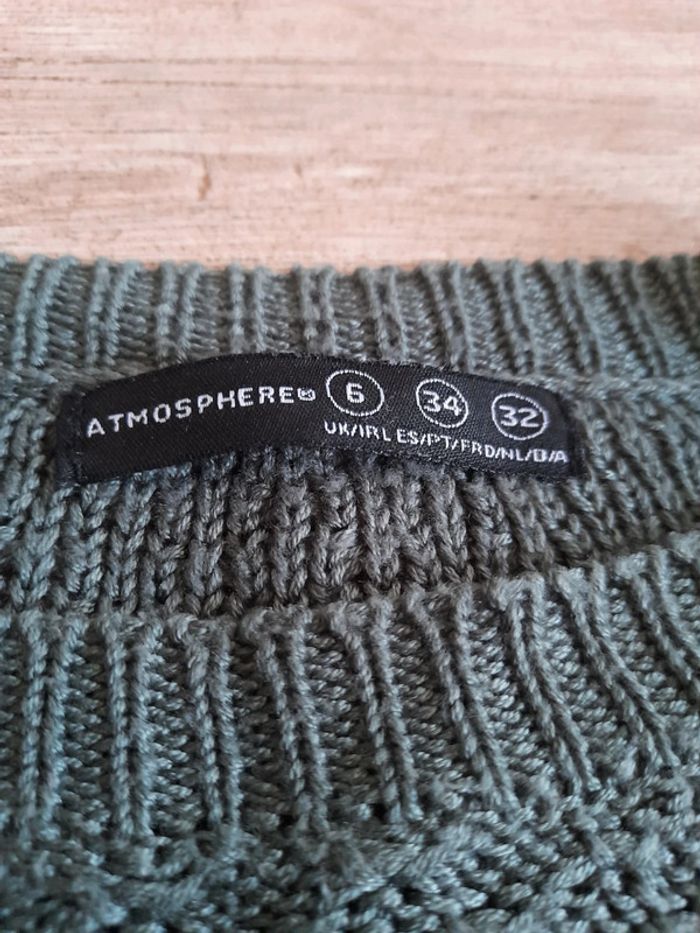 ATMOSPHERE® 6 34 32
UK/IRL ES/PT/FR D/NL/B/A